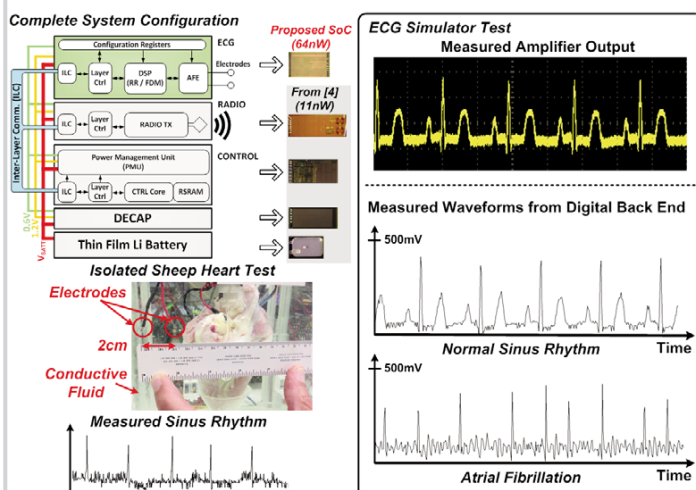 Complete System Configuration
Proposed SoC
(64nW)
Configuration Registers
ECG
Electrodes
ILC
Layer
Ctrl
DSP
(RR / FDM)
AFE
RADIO
From [4]
(11nW)
ILC
Layer
Ctrl
RADIO TX
Inter-Layer Comm. (ILC)
CONTROL
Power Management Unit
(PMU)
ILC
Layer
Ctrl
CTRL Core
RSRAM
0.6V
1.2V
VBATT
DECAP
Thin Film Li Battery
Isolated Sheep Heart Test
Electrodes
2cm
Conductive
Fluid
Measured Sinus Rhythm
ECG Simulator Test
Measured Amplifier Output
Measured Waveforms from Digital Back End
500mV
Normal Sinus Rhythm
Time
500mV
Atrial Fibrillation
Time